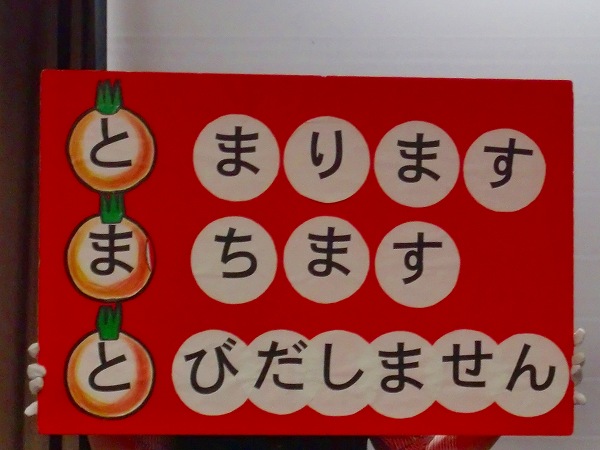 と まります
ま ちます
と びだしません